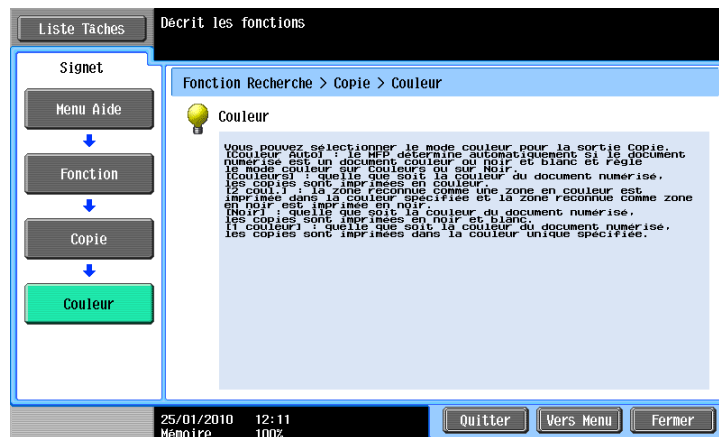 Liste Tâches
Décrit les fonctions
Signet
Menu Aide
Fonction
Copie
Couleur
Fonction Recherche > Copie > Couleur
Couleur
Vous pouvez sélectionner le mode couleur pour la sortie Copie.
[Couleur Auto] : le MFP détermine automatiquement si le document
numérisé est un document couleur ou noir et blanc et règle
le mode couleur sur Couleurs ou sur Noir.
[Couleurs] : quelle que soit la couleur du document numérisé,
les copies sont imprimées en couleur.
[2 coul.] : la zone reconnue comme une zone en couleur est
imprimée dans la couleur spécifiée et la zone reconnue comme zone
en noir est imprimée en noir.
[Noir] : quelle que soit la couleur du document numérisé,
les copies sont imprimées en noir et blanc.
[1 couleur] : quelle que soit la couleur du document numérisé,
les copies sont imprimées dans la couleur unique spécifiée.
25/01/2010 12:11
Mémoire 100%
Quitter
Vers Menu
Fermer